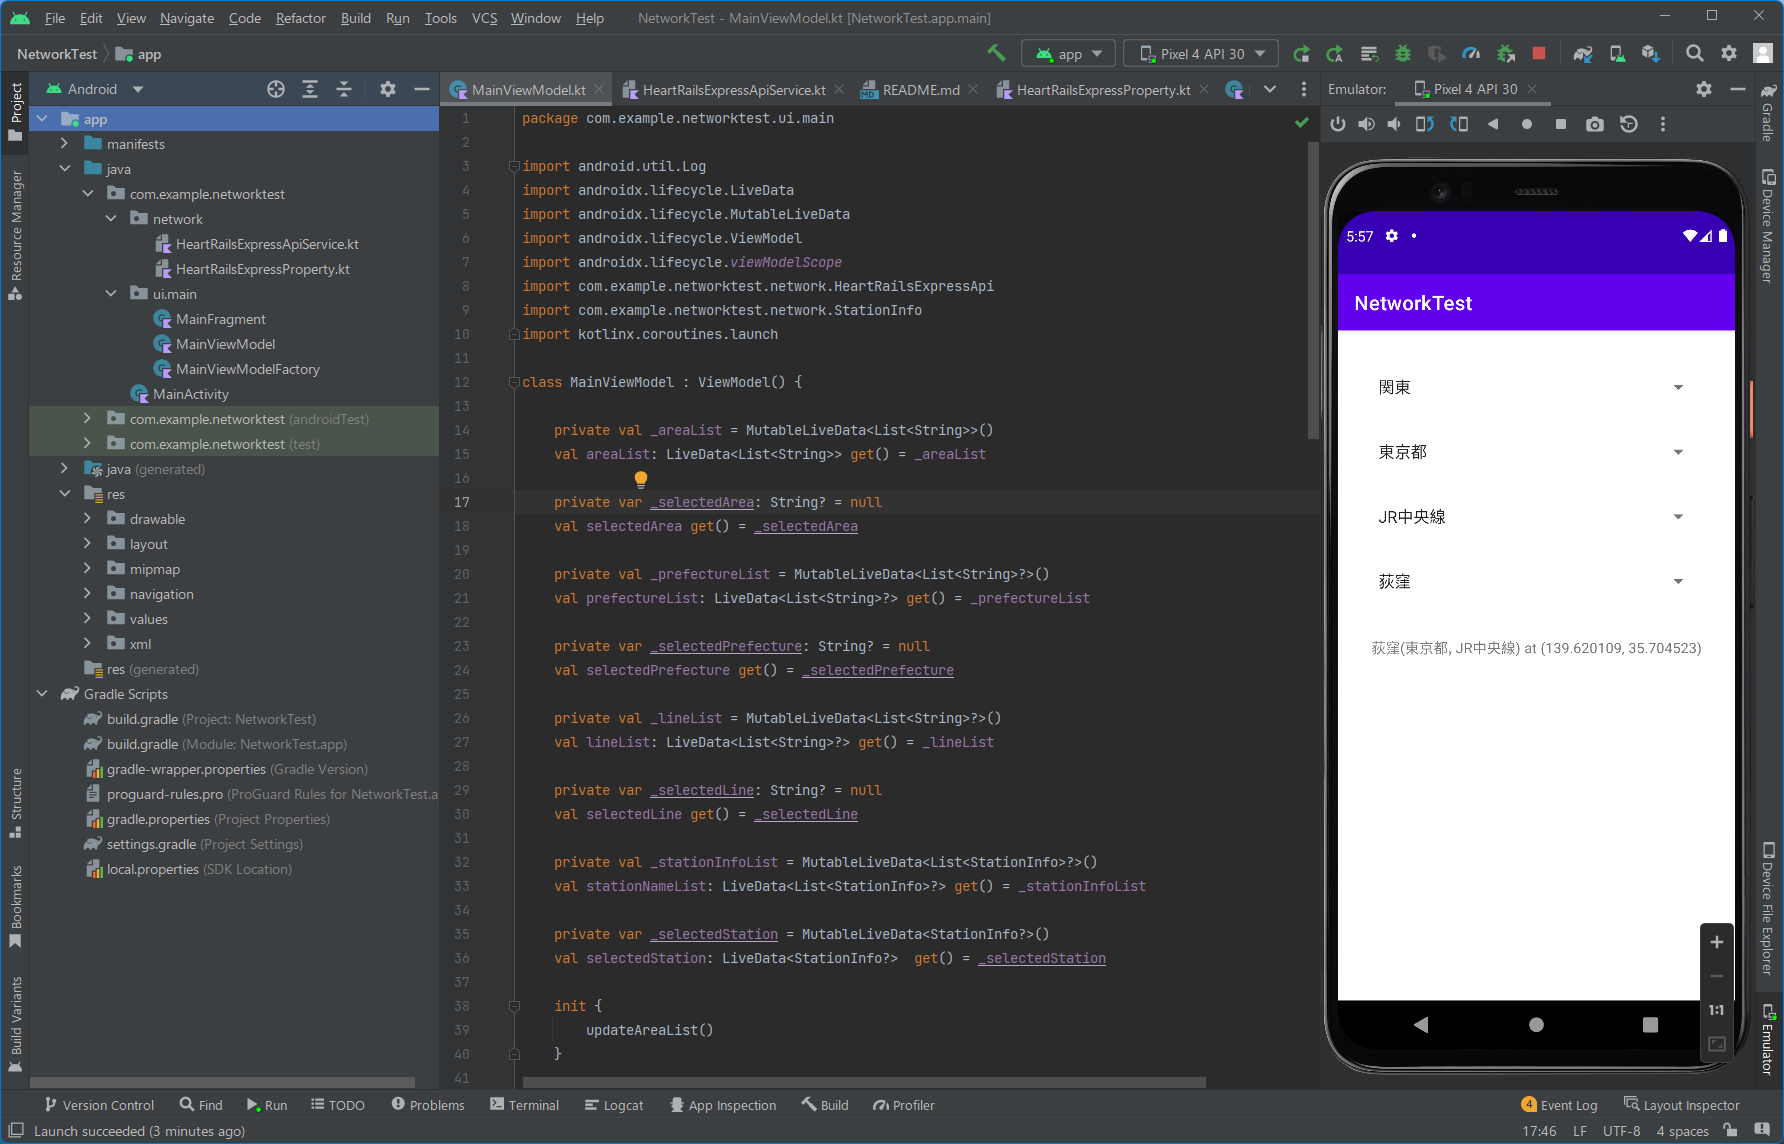 File Edit View Navigate Code Refactor Build Run Tools VCS Window Help NetworkTest - MainViewModel.kt [NetworkTest.app.main]
NetworkTest app
app Pixel 4 API 30
Project
Resource Manager
Structure
Bookmarks
Build Variants
Android
app
manifests
java
com.example.networktest
network
HeartRailsExpressApiService.kt
HeartRailsExpressProperty.kt
ui.main
MainFragment
MainViewModel
MainViewModelFactory
MainActivity
com.example.networktest (androidTest)
com.example.networktest (test)
java (generated)
res
drawable
layout
mipmap
navigation
values
xml
res (generated)
Gradle Scripts
build.gradle (Project: NetworkTest)
build.gradle (Module: NetworkTest.app)
gradle-wrapper.properties (Gradle Version)
proguard-rules.pro (ProGuard Rules for NetworkTest.a
gradle.properties (Project Properties)
settings.gradle (Project Settings)
local.properties (SDK Location)
MainViewModel.kt HeartRailsExpressApiService.kt README.md HeartRailsExpressProperty.kt
1 package com.example.networktest.ui.main
2
3 import android.util.Log
4 import androidx.lifecycle.LiveData
5 import androidx.lifecycle.MutableLiveData
6 import androidx.lifecycle.ViewModel
7 import androidx.lifecycle.viewModelScope
8 import com.example.networktest.network.HeartRailsExpressApi
9 import com.example.networktest.network.StationInfo
10 import kotlinx.coroutines.launch
11
12 class MainViewModel : ViewModel() {
13
14 private val _areaList = MutableLiveData<List<String>>()
15 val areaList: LiveData<List<String>> get() = _areaList
16
17 private var _selectedArea: String? = null
18 val selectedArea get() = _selectedArea
19
20 private val _prefectureList = MutableLiveData<List<String>?>()
21 val prefectureList: LiveData<List<String>?> get() = _prefectureList
22
23 private var _selectedPrefecture: String? = null
24 val selectedPrefecture get() = _selectedPrefecture
25
26 private val _lineList = MutableLiveData<List<String>?>()
27 val lineList: LiveData<List<String>?> get() = _lineList
28
29 private var _selectedLine: String? = null
30 val selectedLine get() = _selectedLine
31
32 private val _stationInfoList = MutableLiveData<List<StationInfo>?>()
33 val stationNameList: LiveData<List<StationInfo>?> get() = _stationInfoList
34
35 private var _selectedStation = MutableLiveData<StationInfo?>()
36 val selectedStation: LiveData<StationInfo?> get() = _selectedStation
37
38 init {
39 updateAreaList()
40 }
41
Emulator: Pixel 4 API 30
5:57
NetworkTest
関東
東京都
JR中央線
荻窪
荻窪(東京都, JR中央線) at (139.620109, 35.704523)
1:1
Gradle
Device Manager
Device File Explorer
Emulator
Version Control Find Run TODO Problems Terminal Logcat App Inspection Build Profiler 4 Event Log Layout Inspector
Launch succeeded (3 minutes ago) 17:46 LF UTF-8 4 spaces